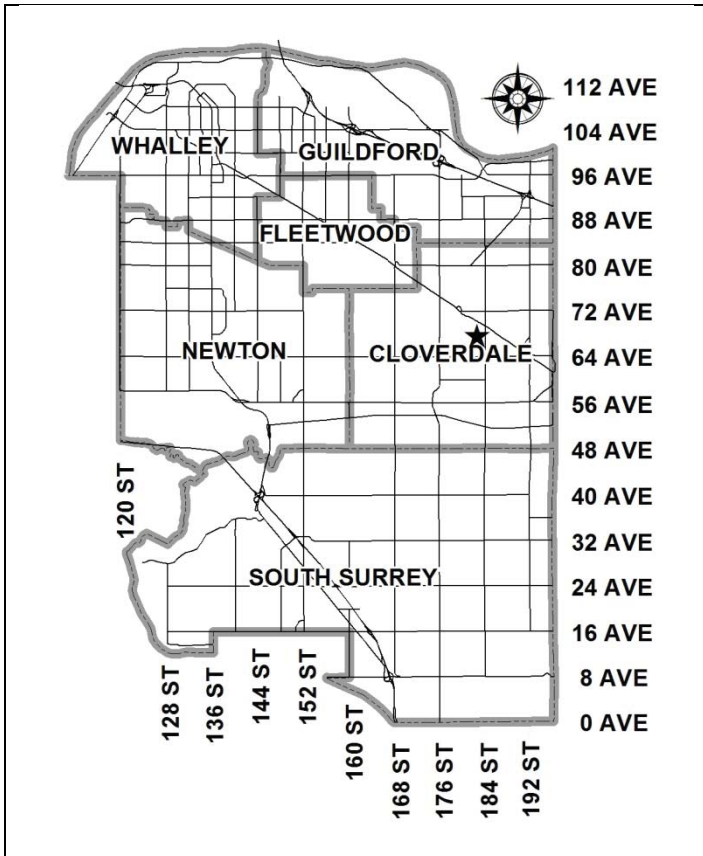 112 AVE
104 AVE
WHALLEY
GUILDFORD
96 AVE
88 AVE
FLEETWOOD
80 AVE
72 AVE
NEWTON
CLOVERDALE
64 AVE
56 AVE
48 AVE
120 ST
40 AVE
32 AVE
SOUTH SURREY
24 AVE
16 AVE
8 AVE
0 AVE
128 ST
136 ST
144 ST
152 ST
160 ST
168 ST
176 ST
184 ST
192 ST